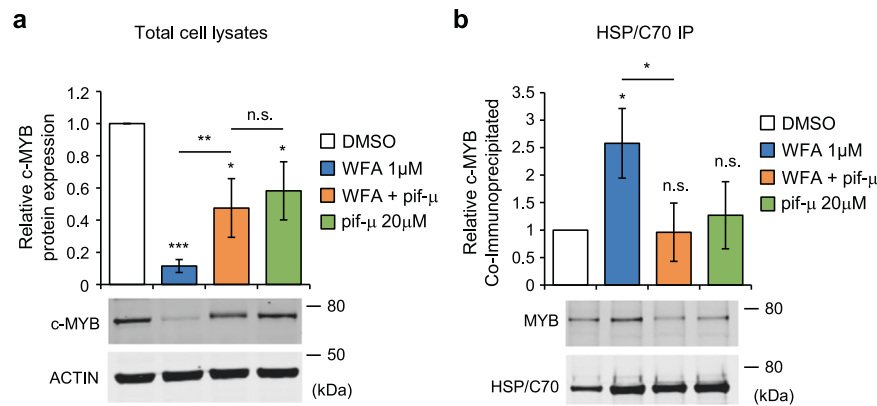 a
Total cell lysates
Relative c-MYB
protein expression
1.2
1.0
0.8
0.6
0.4
0.2
0
***
**
*
n.s.
*
DMSO
WFA 1µM
WFA + pif-µ
pif-µ 20µM
c-MYB
80
ACTIN
50
(kDa)
b
HSP/C70 IP
Relative c-MYB
Co-Immunoprecipitated
3.5
3
2.5
2
1.5
1
0.5
0
*
*
n.s.
n.s.
DMSO
WFA 1µM
WFA + pif-µ
pif-µ 20µM
MYB
80
HSP/C70
80
(kDa)